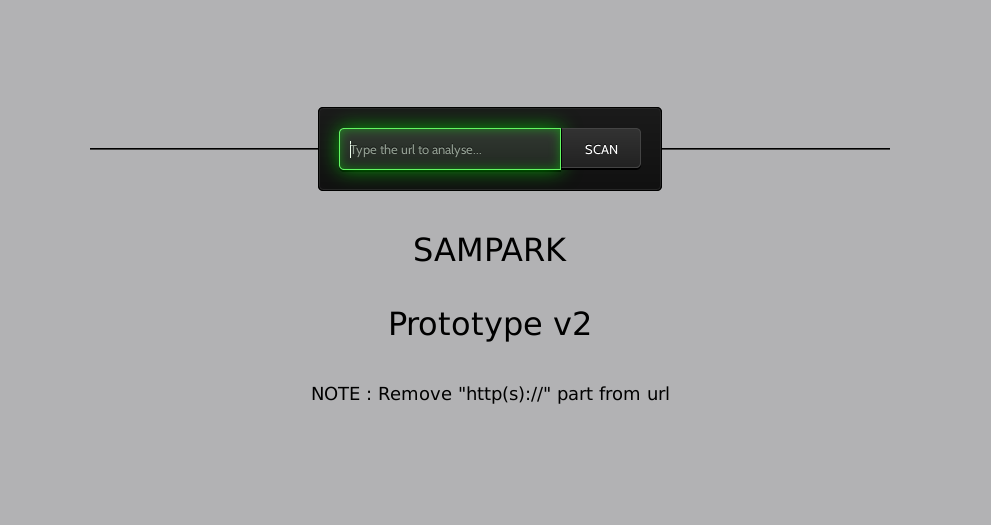 Type the url to analyse... SCAN
SAMPARK
Prototype v2
NOTE : Remove "http(s)://" part from url